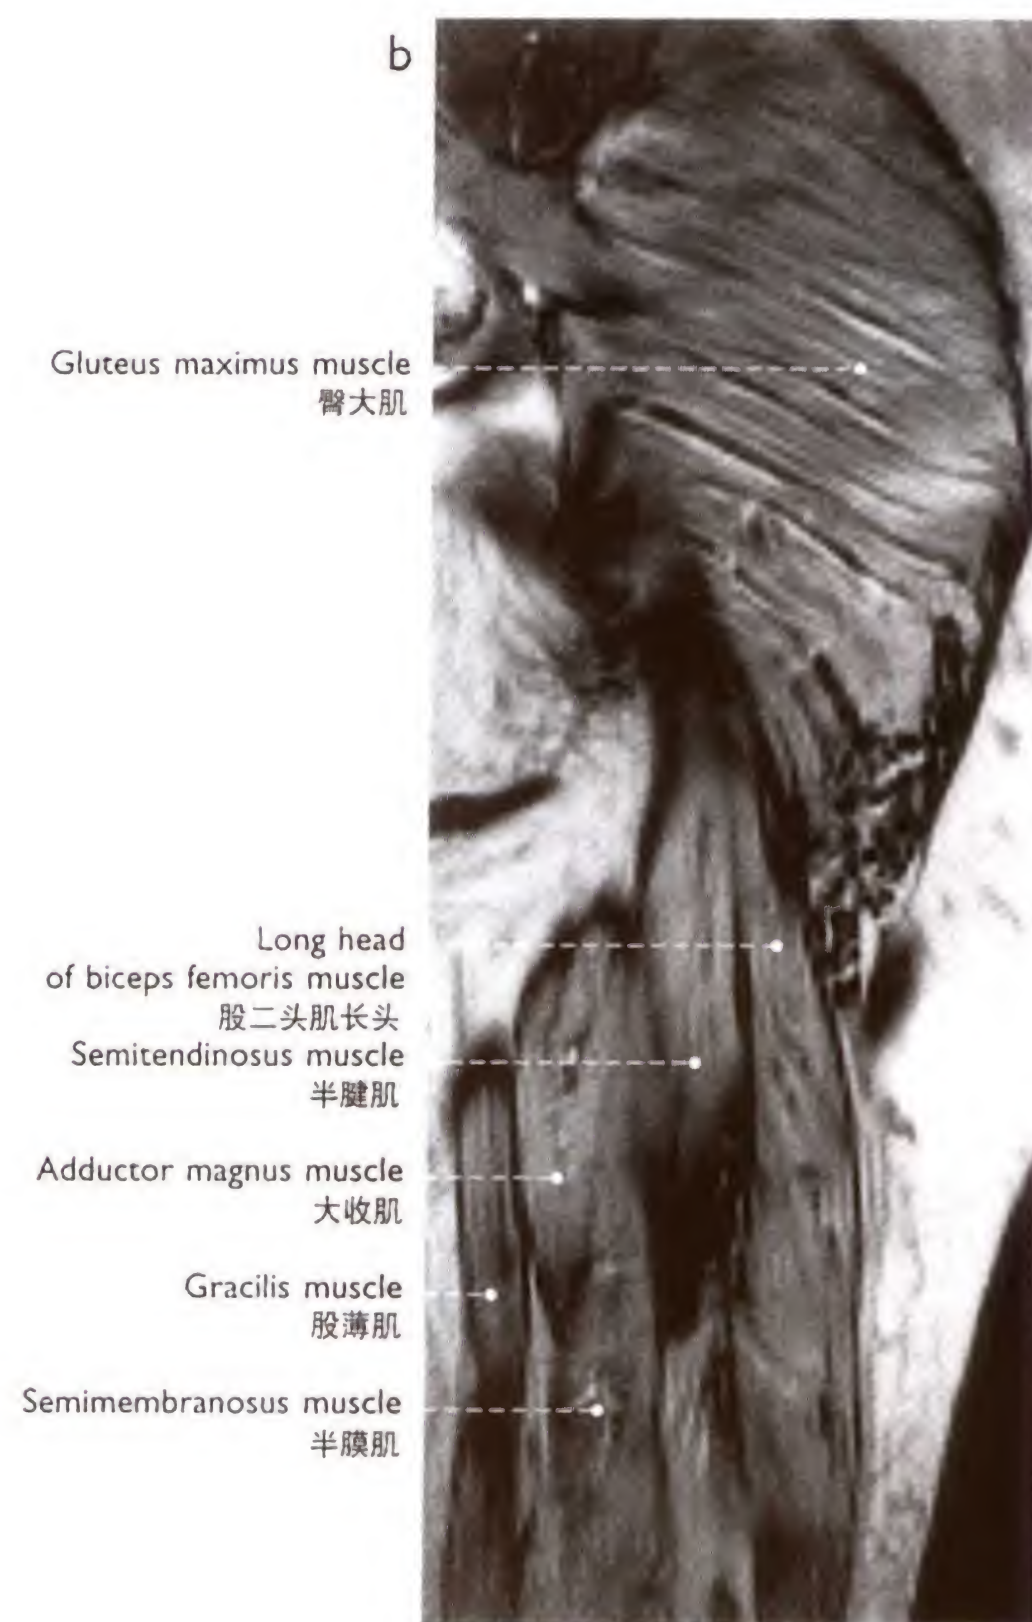 b
Gluteus maximus muscle
臀大肌
Long head
of biceps femoris muscle
股二头肌长头
Semitendinosus muscle
半腱肌
Adductor magnus muscle
大收肌
Gracilis muscle
股薄肌
Semimembranosus muscle
半膜肌